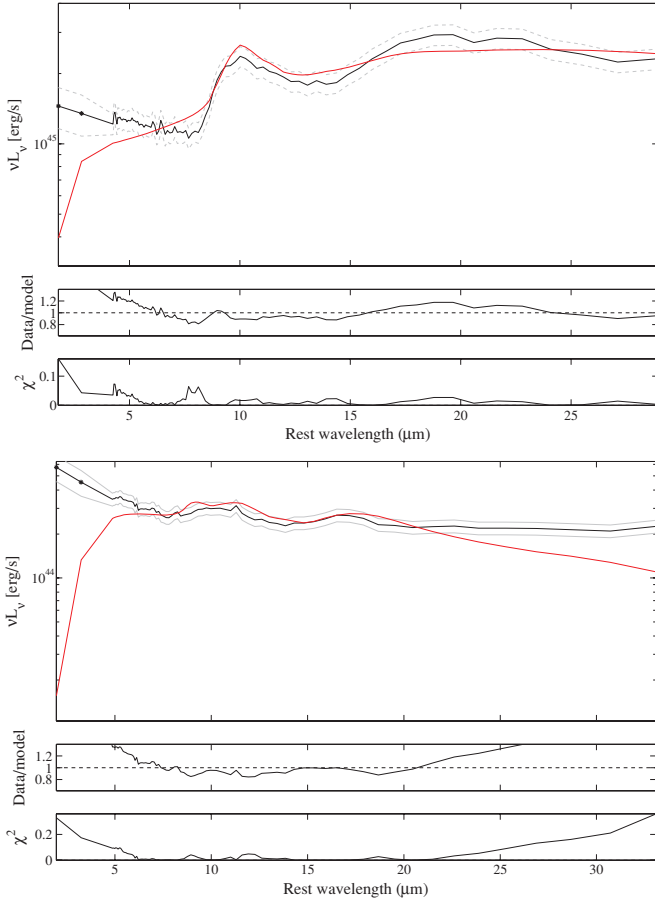 νL_ν [erg/s]
10^45
Data/model
1.2
1
0.8
χ^2
0.1
0
5 10 15 20 25
Rest wavelength (μm)
νL_ν [erg/s]
10^44
Data/model
1.2
1
0.8
χ^2
0.2
0
5 10 15 20 25 30
Rest wavelength (μm)